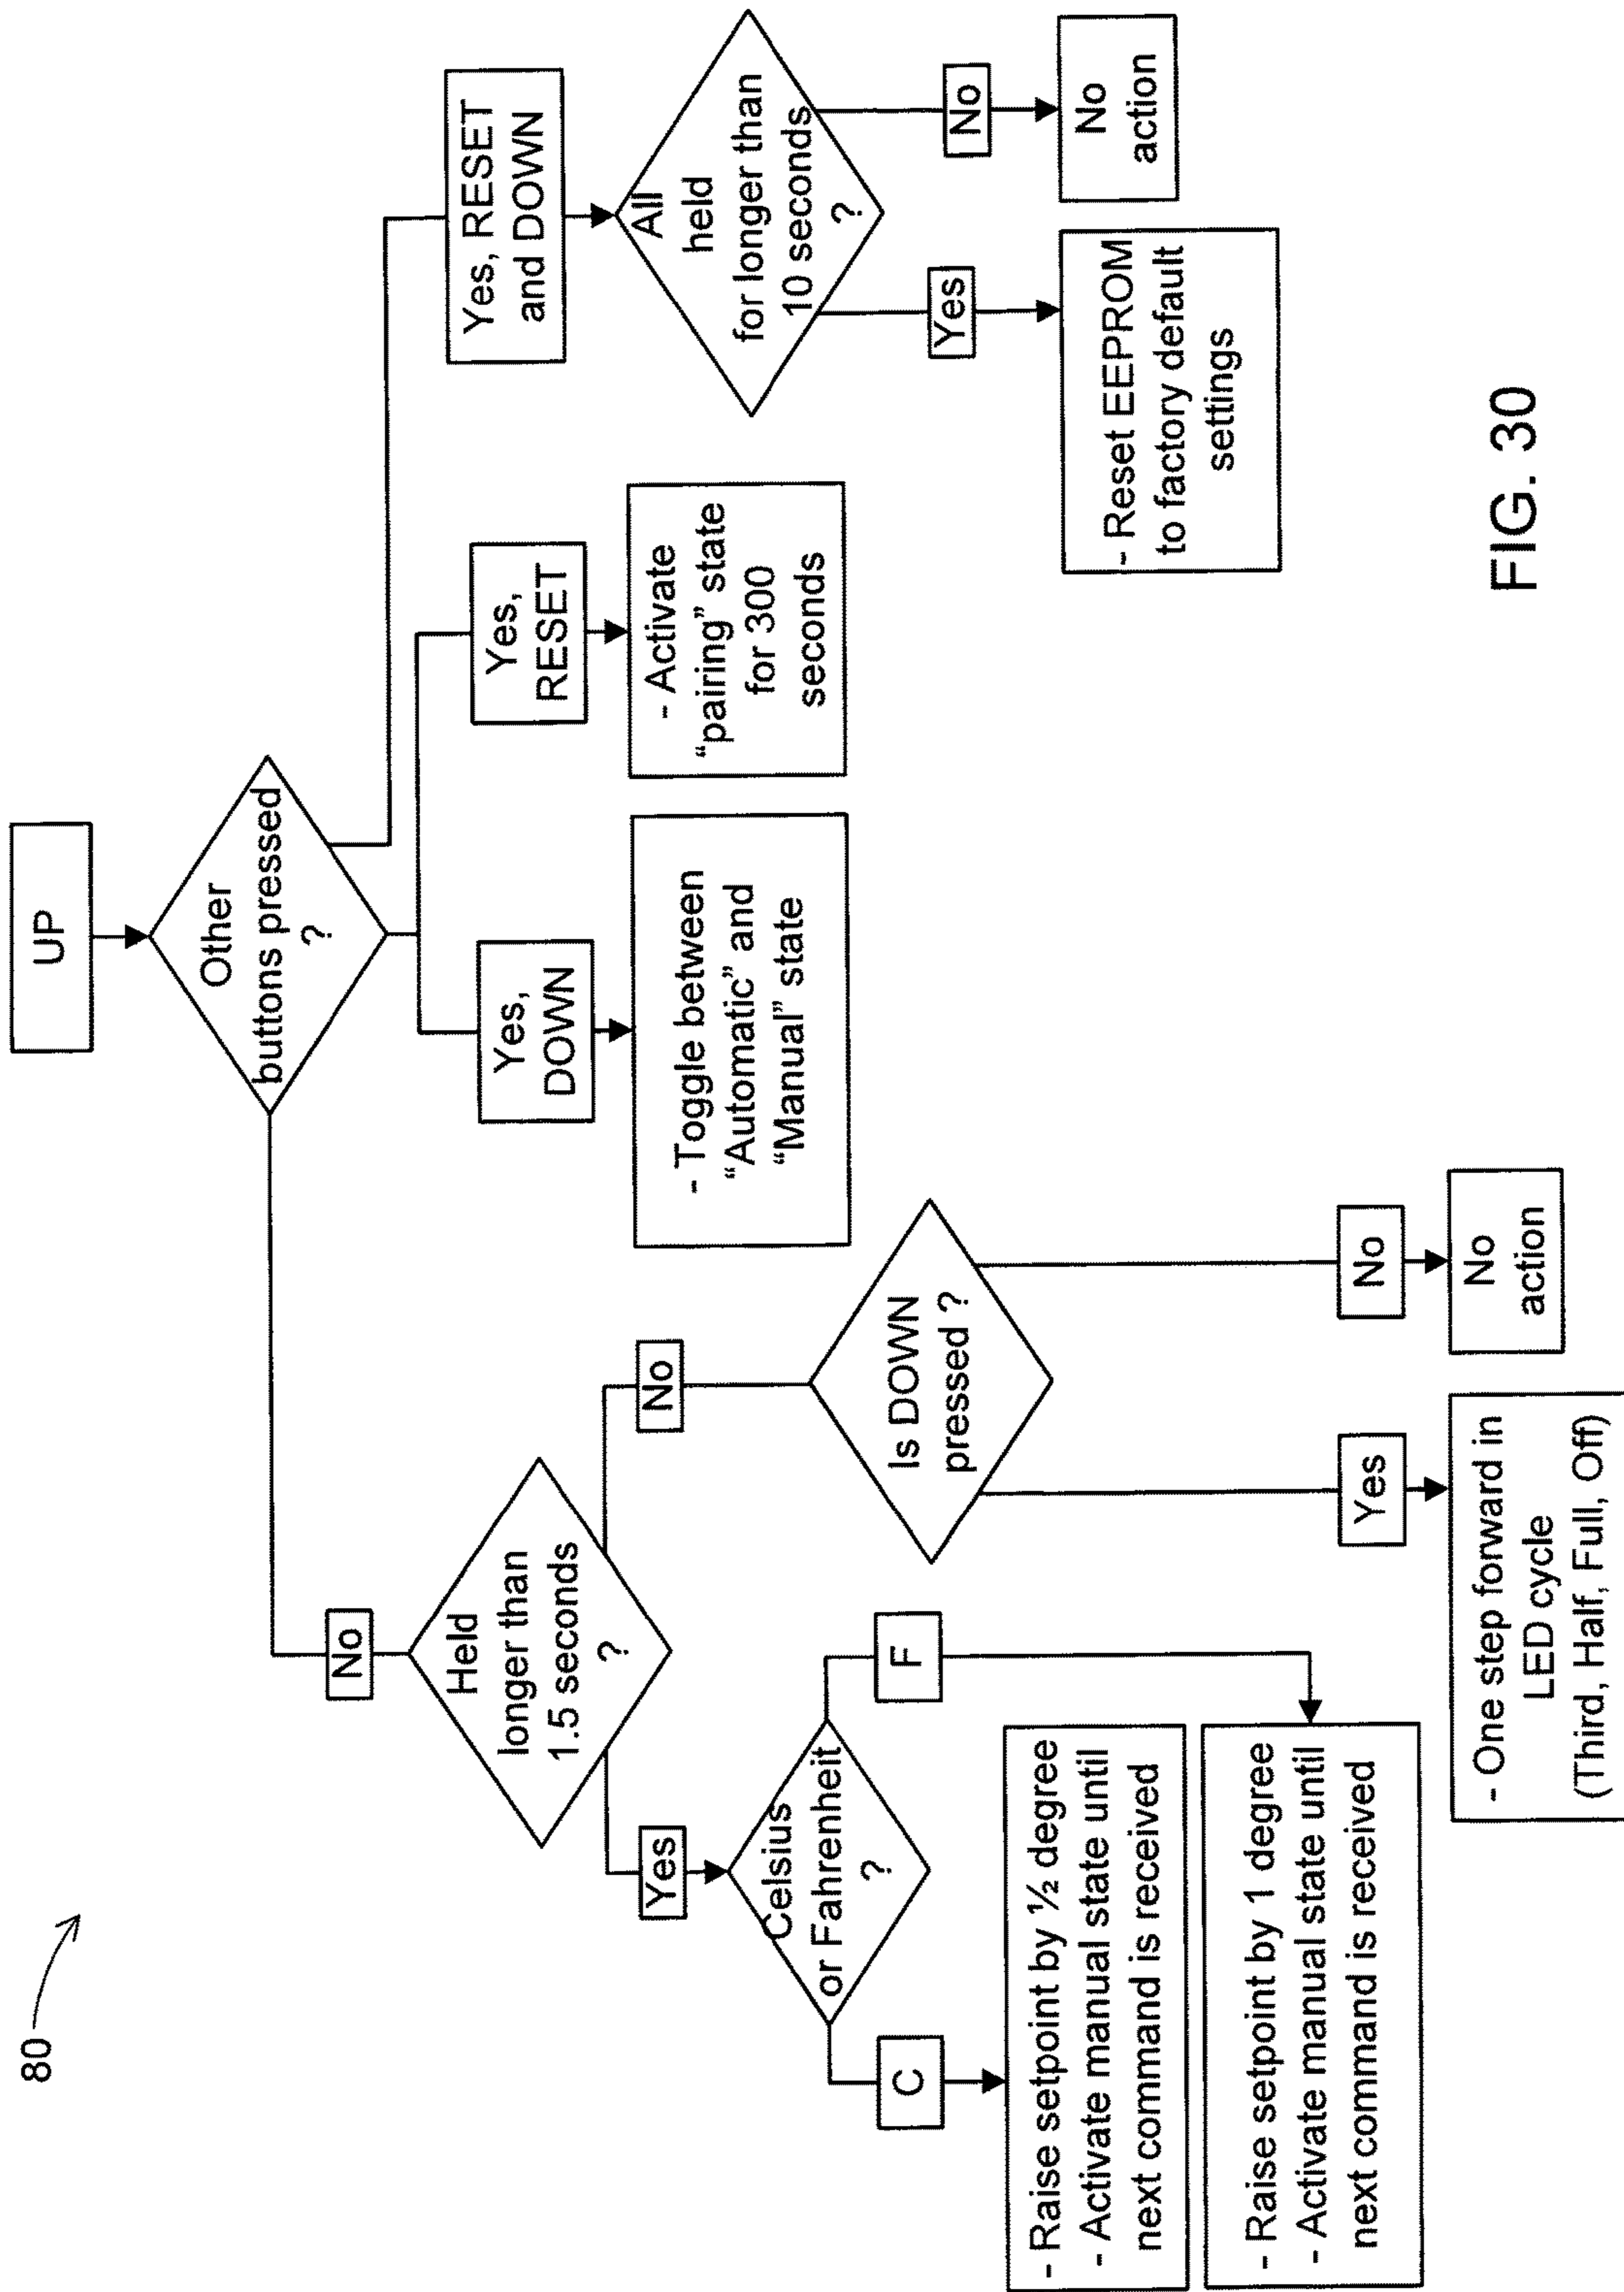 80
UP
Other
buttons pressed
?
No
Yes,
DOWN
Yes,
RESET
Yes, RESET
and DOWN
Held
longer than
1.5 seconds
?
- Toggle between
“Automatic” and
“Manual” state
- Activate
“pairing” state
for 300
seconds
All
held
for longer than
10 seconds
?
Yes
No
Celsius
or Fahrenheit
?
Is DOWN
pressed ?
Yes
No
C
F
- Raise setpoint by ½ degree
- Activate manual state until
next command is received
- Raise setpoint by 1 degree
- Activate manual state until
next command is received
Yes
No
- One step forward in
LED cycle
(Third, Half, Full, Off)
No
action
- Reset EEPROM
to factory default
settings
No
action
FIG. 30